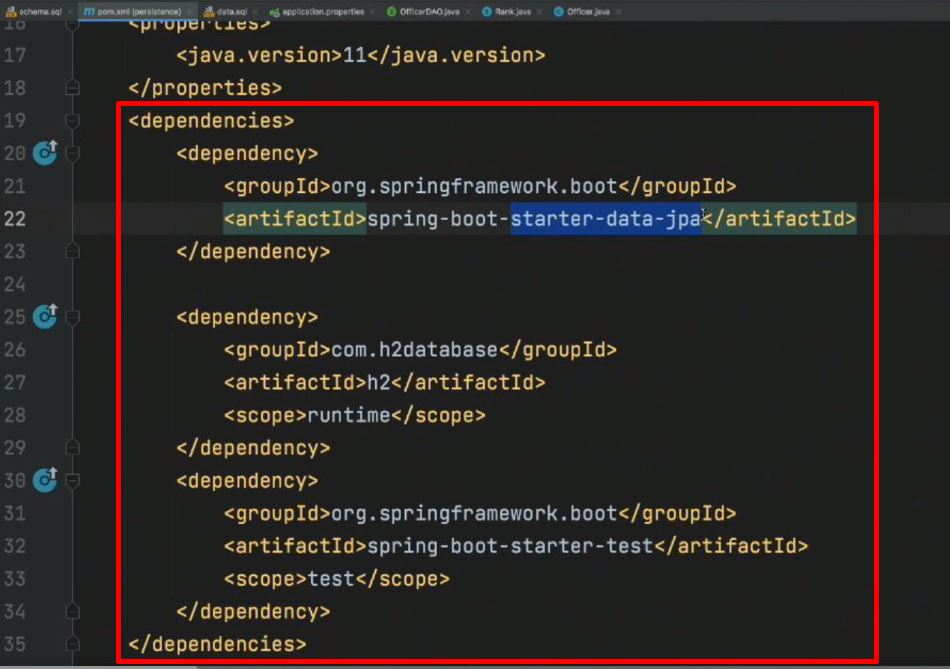 schema.sql pom.xml (persistence) data.sql application.properties OfficerDAO.java Rank.java Officer.java
16 <properties>
17 <java.version>11</java.version>
18 </properties>
19 <dependencies>
20 <dependency>
21 <groupId>org.springframework.boot</groupId>
22 <artifactId>spring-boot-starter-data-jpa</artifactId>
23 </dependency>
24
25 <dependency>
26 <groupId>com.h2database</groupId>
27 <artifactId>h2</artifactId>
28 <scope>runtime</scope>
29 </dependency>
30 <dependency>
31 <groupId>org.springframework.boot</groupId>
32 <artifactId>spring-boot-starter-test</artifactId>
33 <scope>test</scope>
34 </dependency>
35 </dependencies>